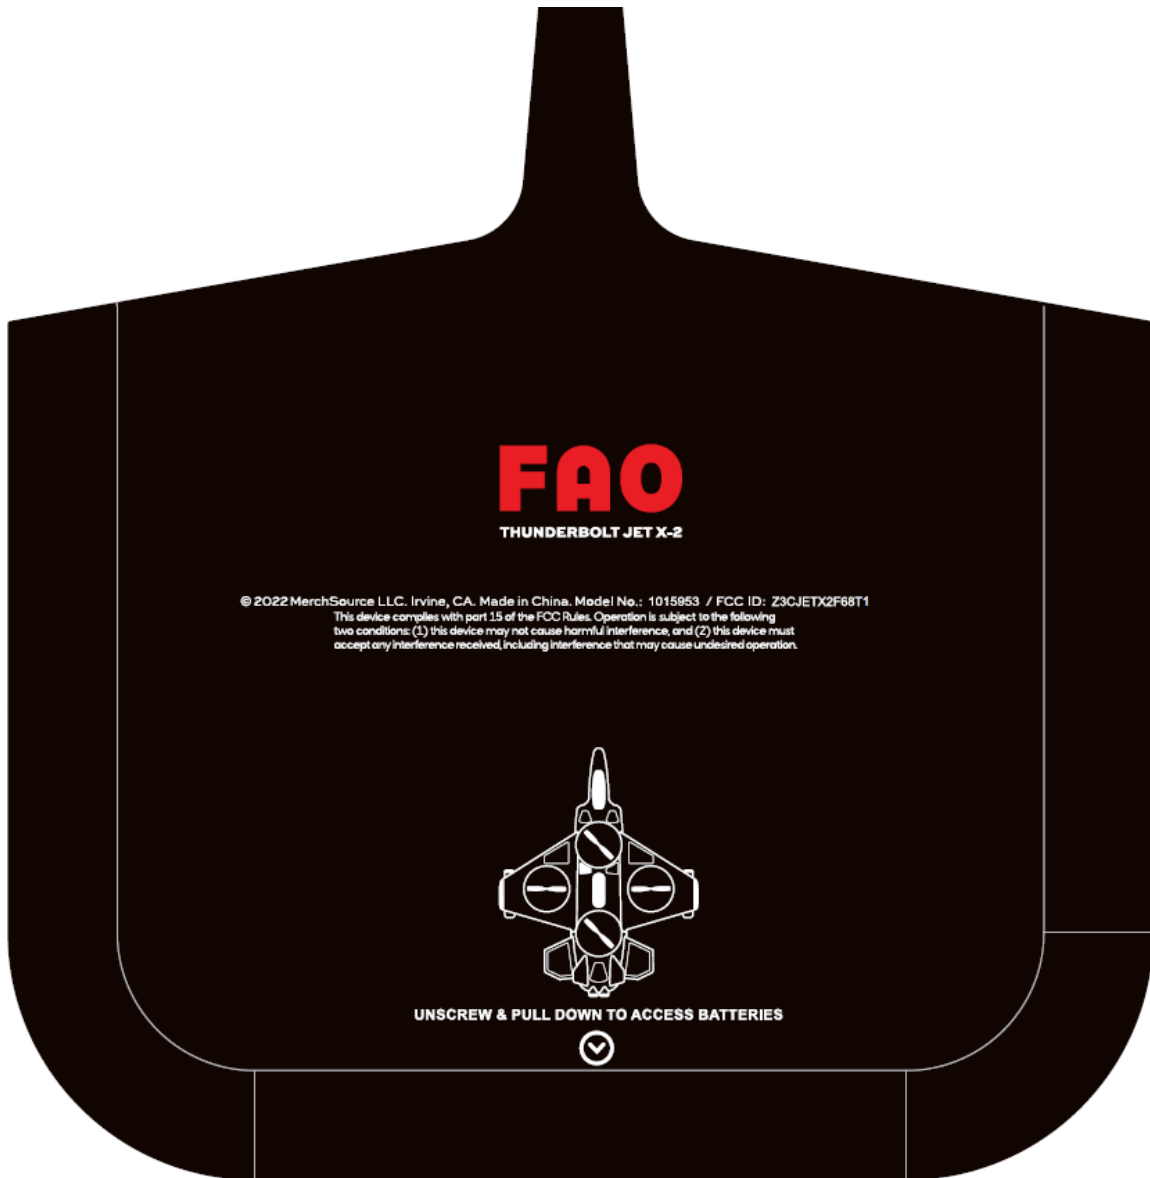 FAO
THUNDERBOLT JET X-2
© 2022 MerchSource LLC. Irvine, CA. Made in China. Model No.: 1015953 / FCC ID: Z3CJETX2F68T1
This device complies with part 15 of the FCC Rules. Operation is subject to the following
two conditions: (1) this device may not cause harmful interference, and (2) this device must
accept any interference received, including interference that may cause undesired operation.
UNSCREW & PULL DOWN TO ACCESS BATTERIES